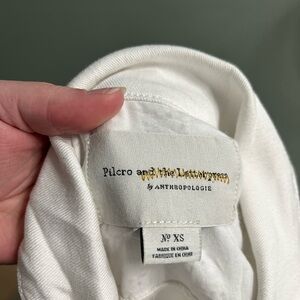 Pilcro and the Letterpress
by ANTHROPOLOGIE
Nº XS
MADE IN CHINA
FABRIQUÉ EN CHINE